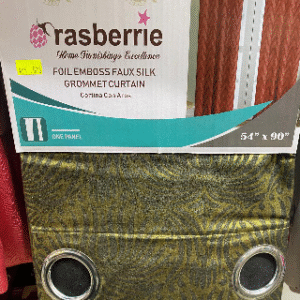 rasberrie
Home Furnishings Excellence
FOIL EMBOSS FAUX SILK
GROMMET CURTAIN
ONE PANEL
54" x 90"